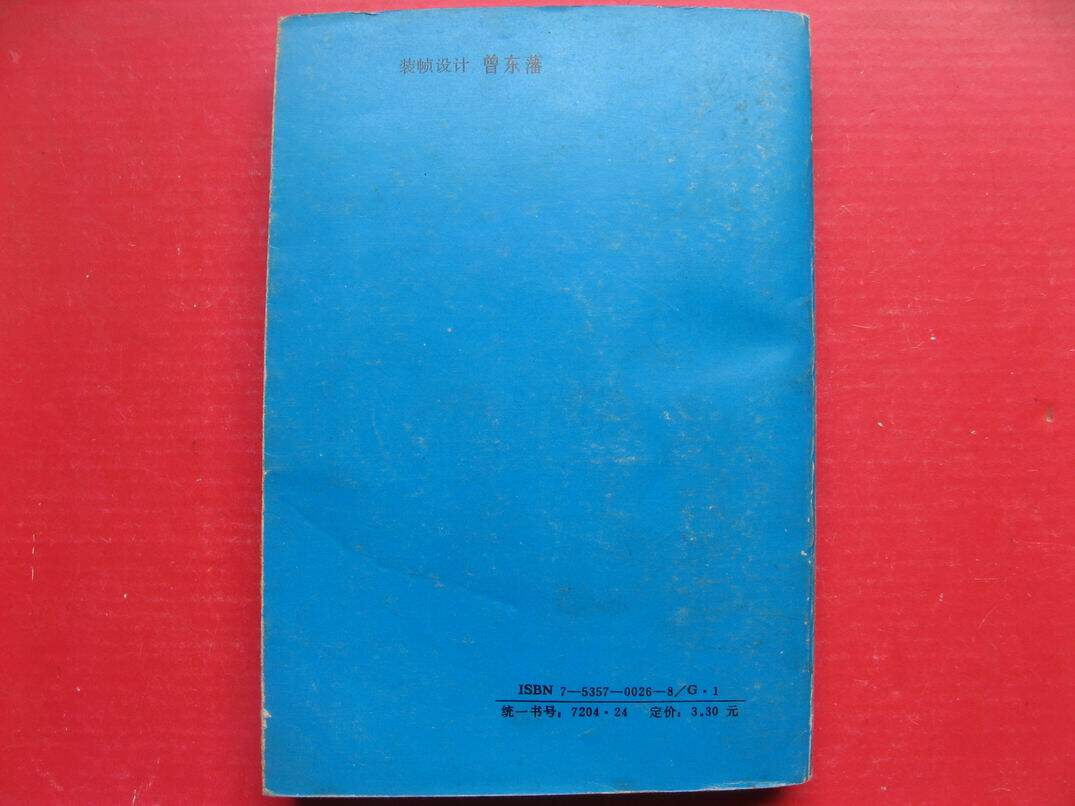 装帧设计 曾东藩
ISBN 7—5357—0026—8/G·1
统一书号：7204·24 定价：3.30 元